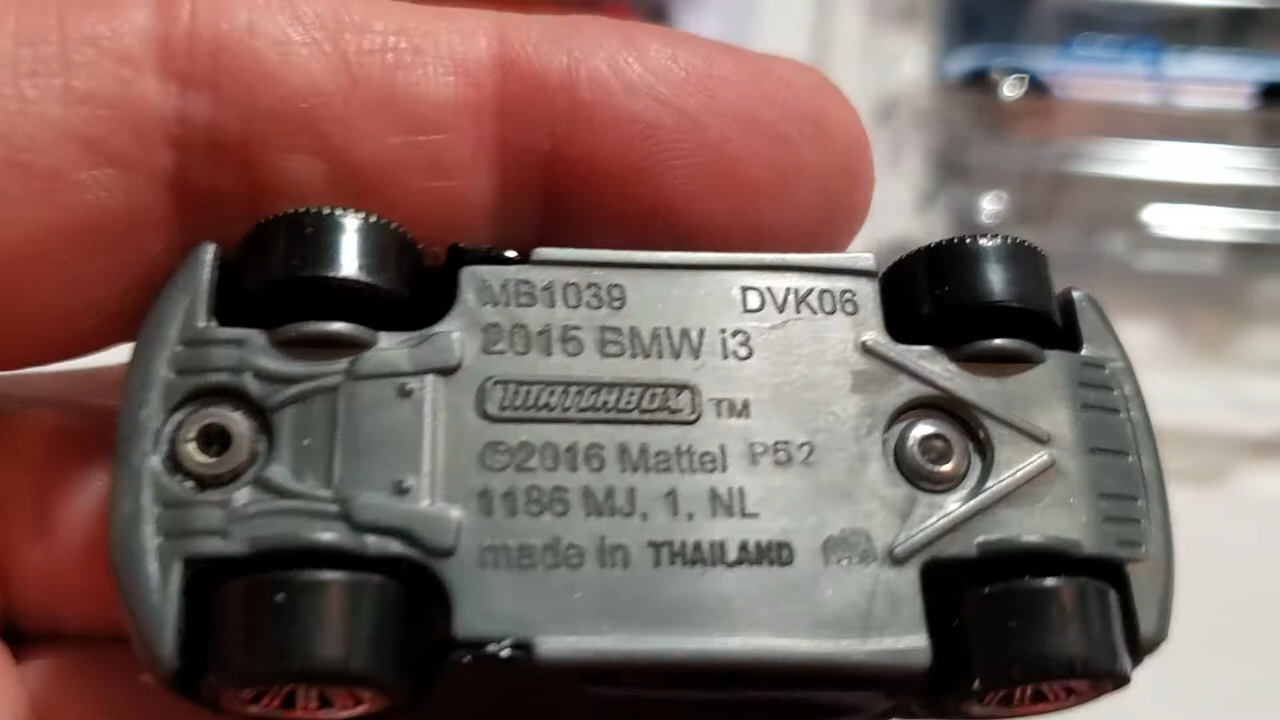 MB1039 DVK06
2015 BMW i3
MATCHBOX TM
©2016 Mattel P52
1186 MJ, 1, NL
made in THAILAND